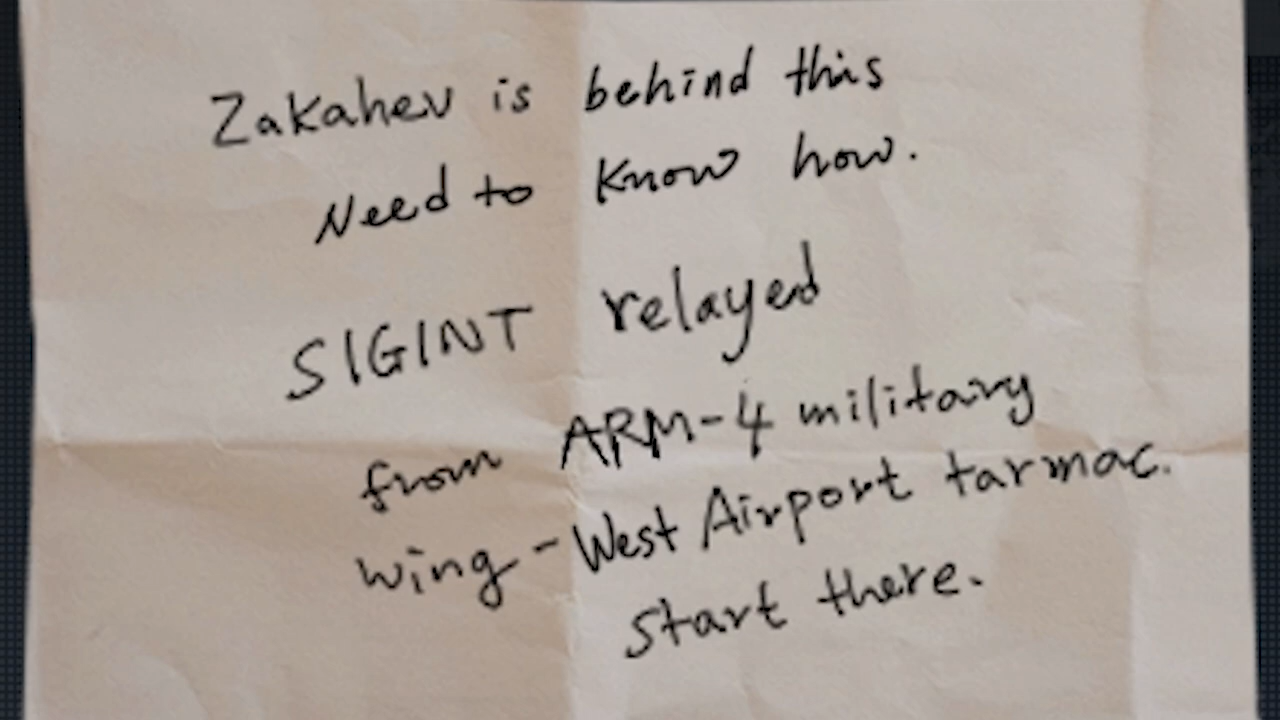 Zakahev is behind this
Need to Know how.
SIGINT relayed
from ARM-4 military
wing - West Airport tarmac.
start there.